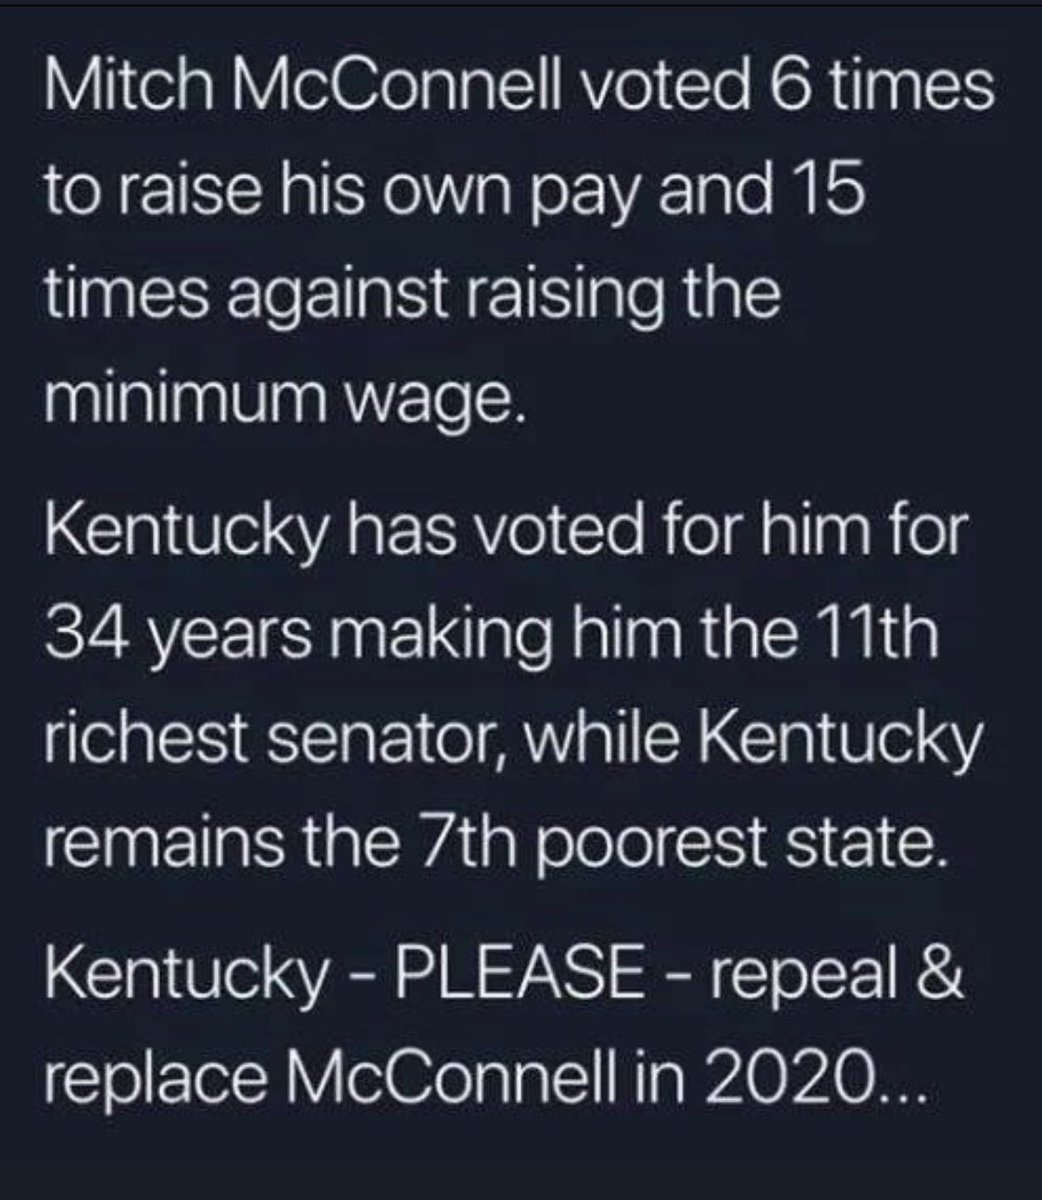 Mitch McConnell voted 6 times
to raise his own pay and 15
times against raising the
minimum wage.
Kentucky has voted for him for
34 years making him the 11th
richest senator, while Kentucky
remains the 7th poorest state.
Kentucky - PLEASE - repeal &
replace McConnell in 2020...